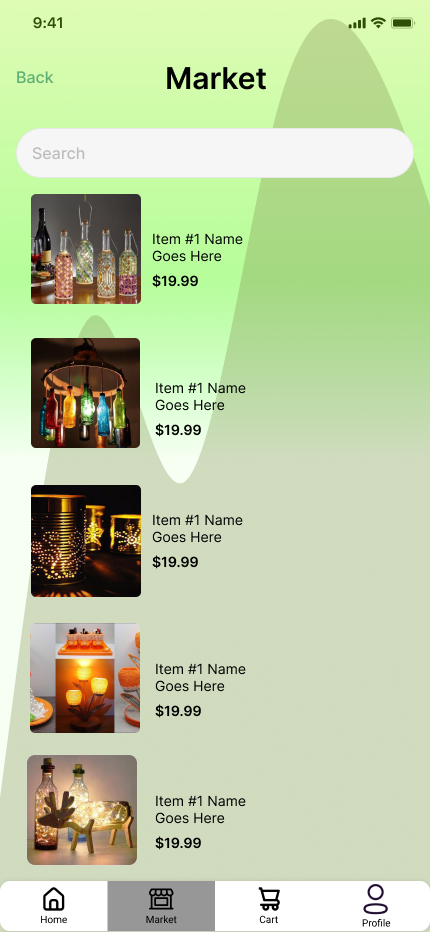 9:41
Back
Market
Search
Item #1 Name
Goes Here
$19.99
Item #1 Name
Goes Here
$19.99
Item #1 Name
Goes Here
$19.99
Item #1 Name
Goes Here
$19.99
Item #1 Name
Goes Here
$19.99
Home
Market
Cart
Profile